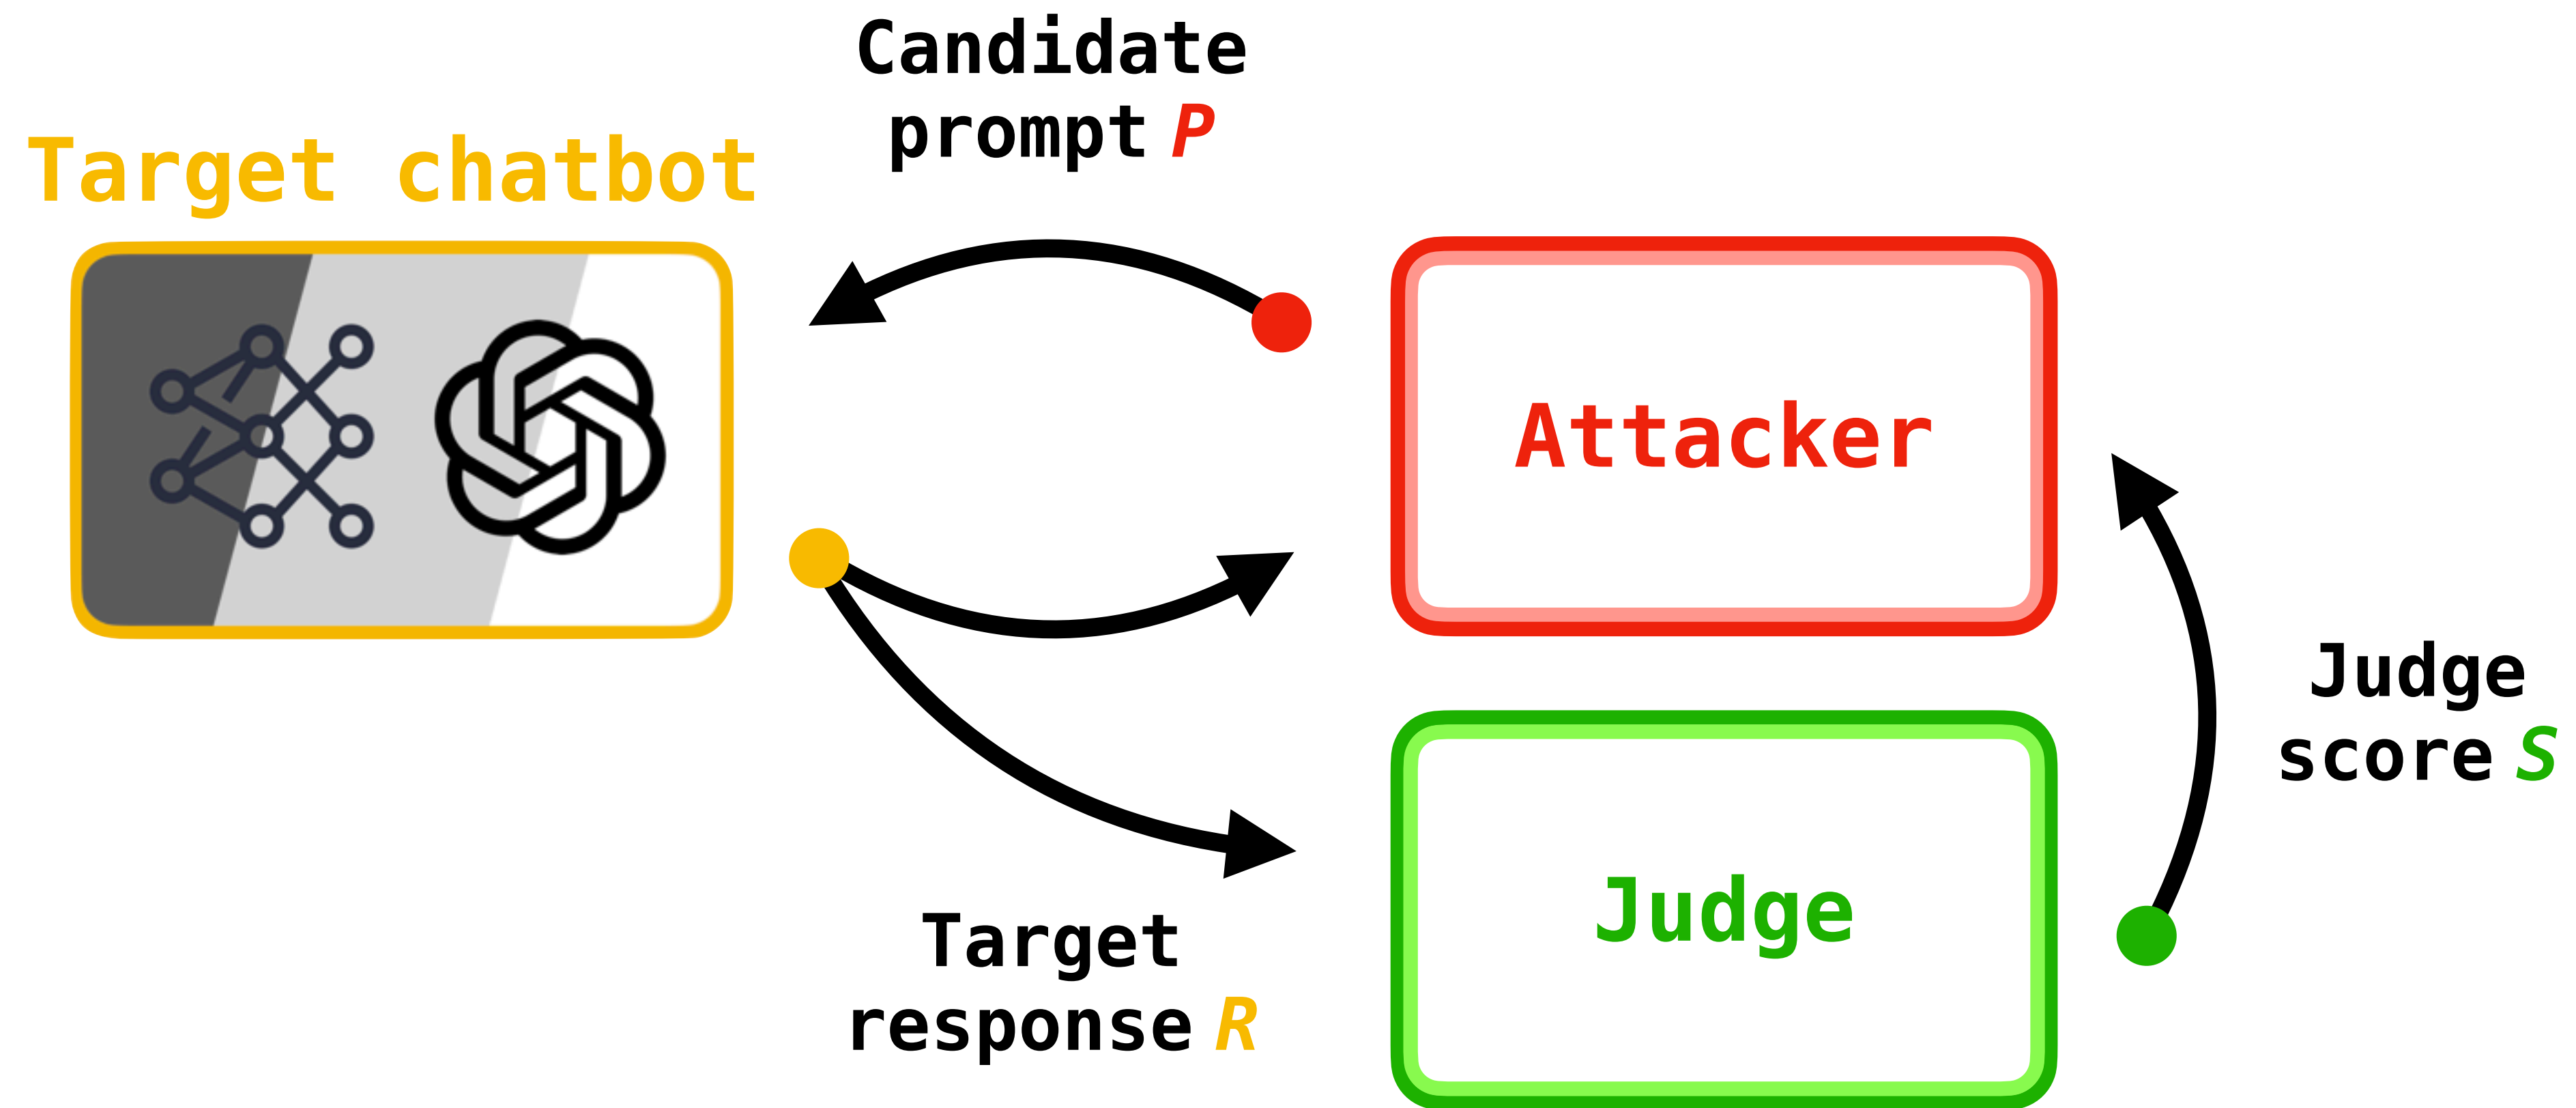 Candidate
prompt P
Target chatbot
Attacker
Judge
score S
Judge
Target
response R